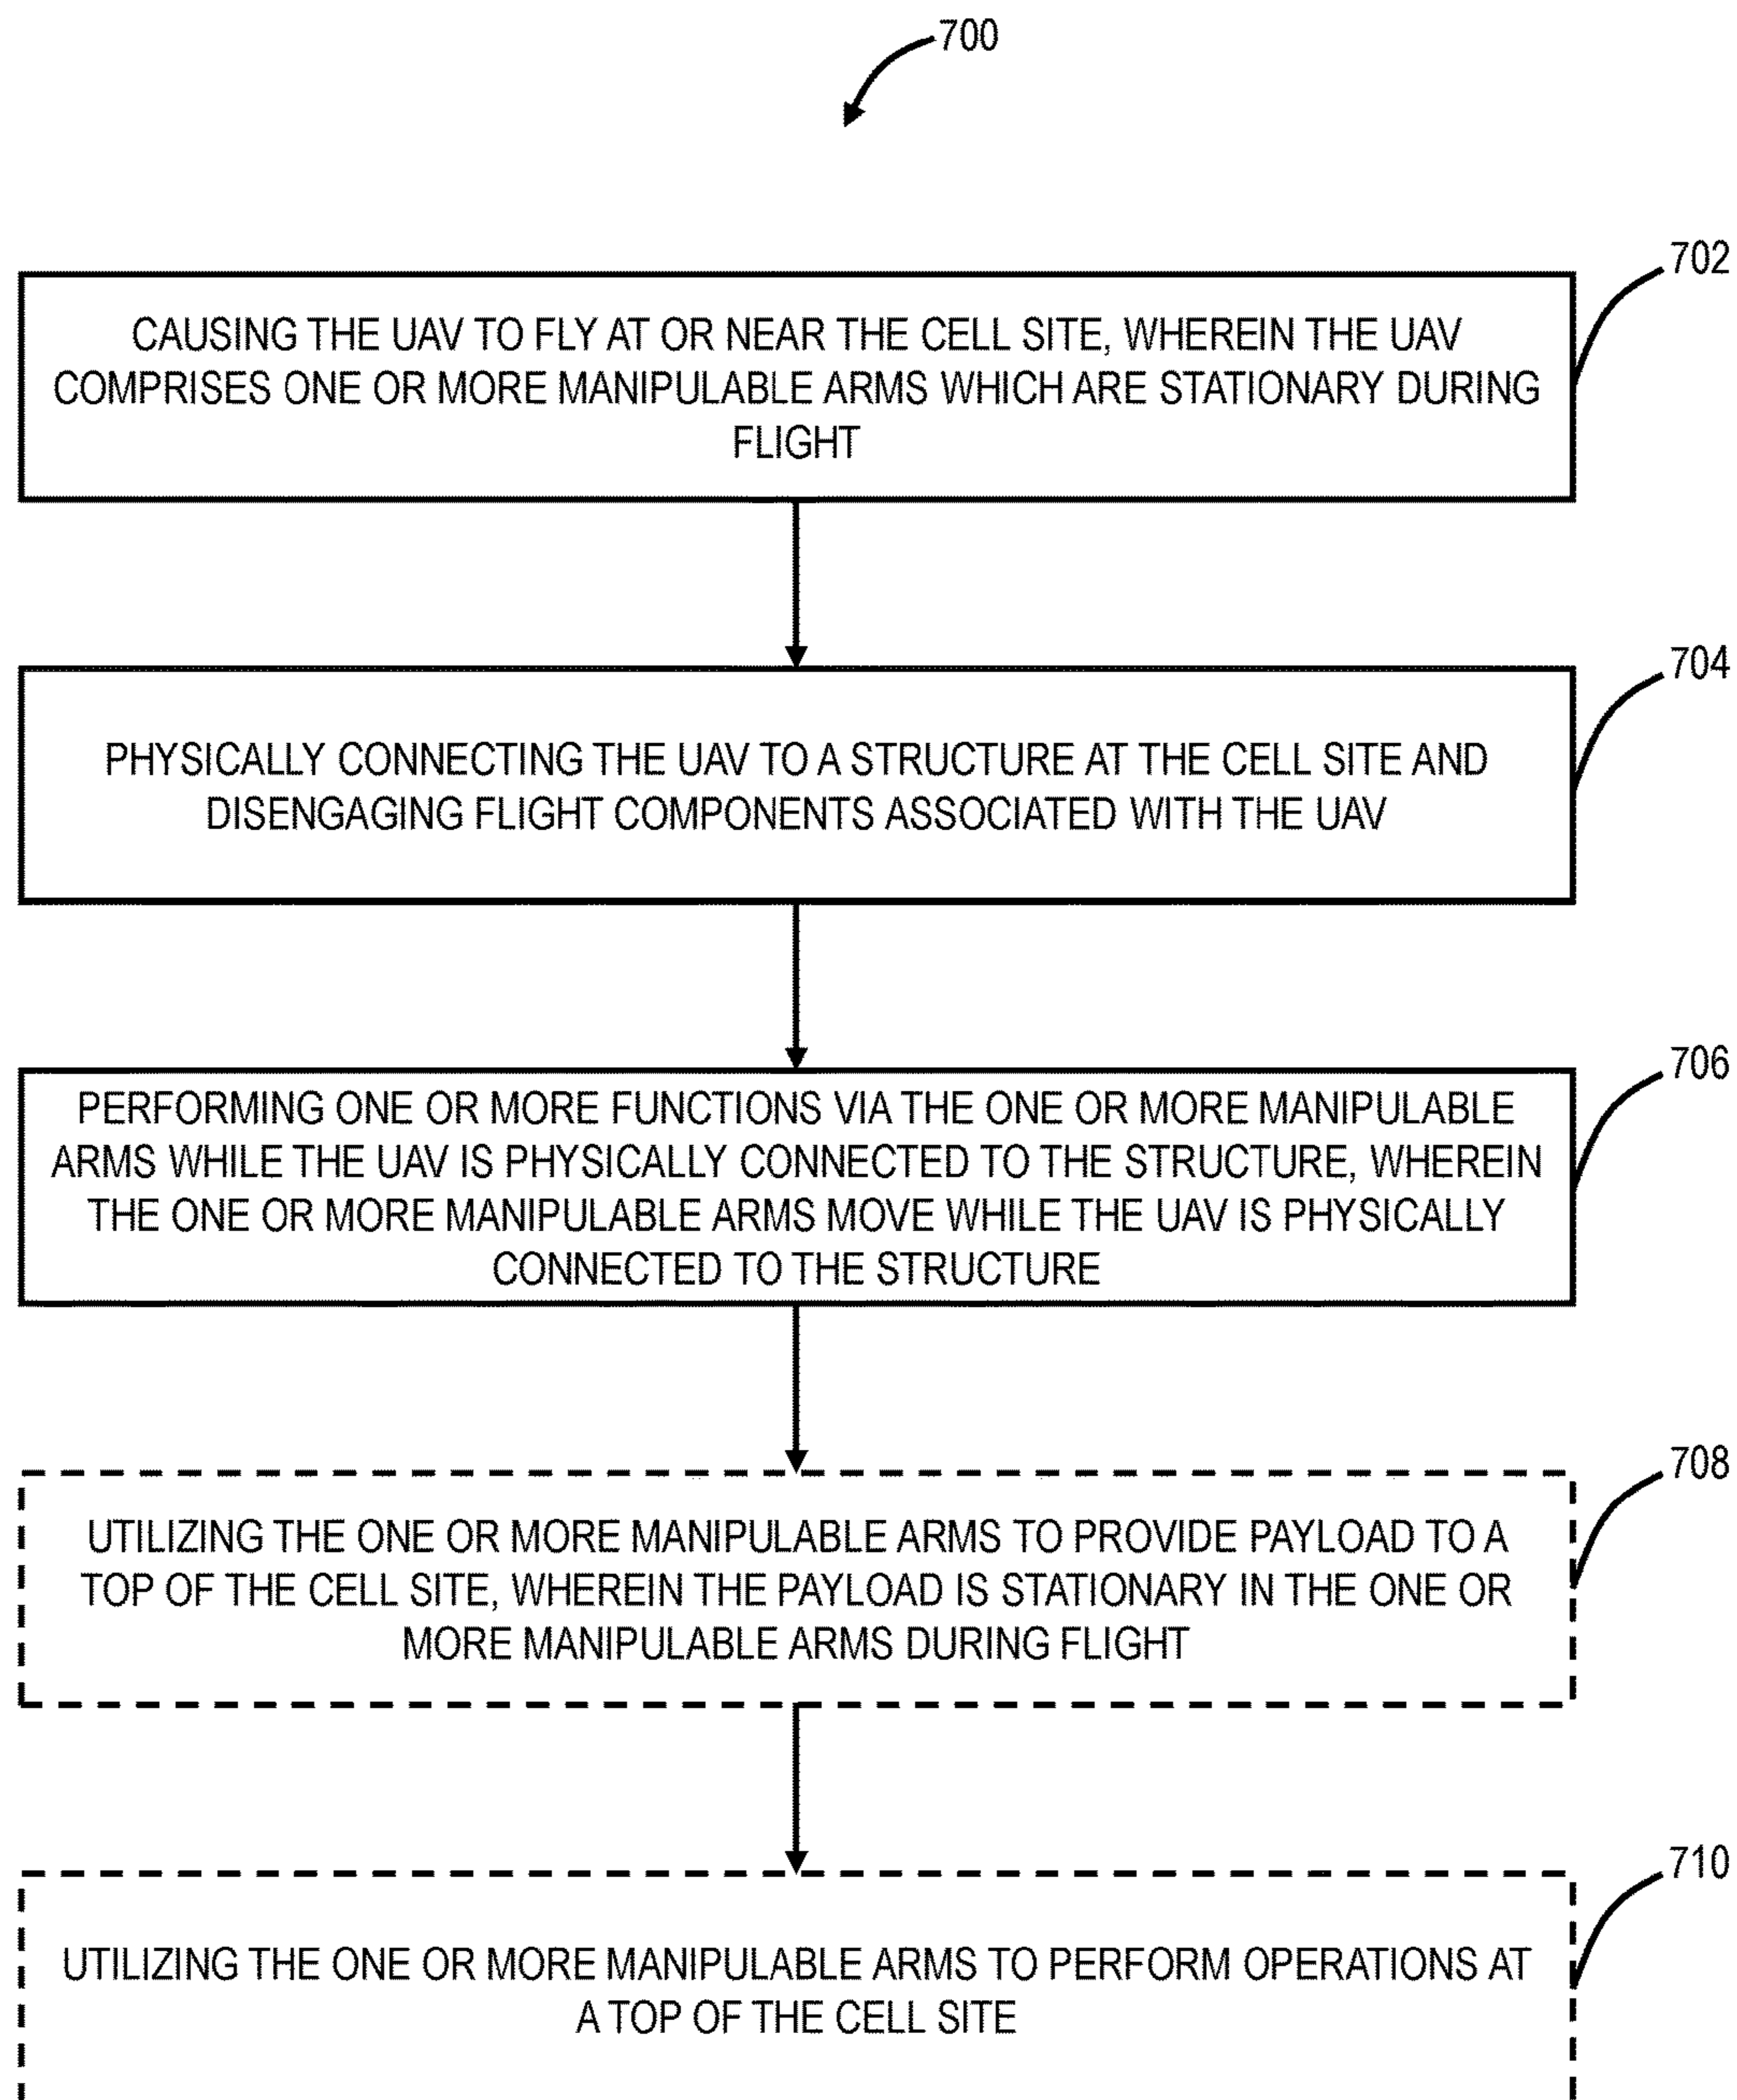 700
702
CAUSING THE UAV TO FLY AT OR NEAR THE CELL SITE, WHEREIN THE UAV
COMPRISES ONE OR MORE MANIPULABLE ARMS WHICH ARE STATIONARY DURING
FLIGHT
704
PHYSICALLY CONNECTING THE UAV TO A STRUCTURE AT THE CELL SITE AND
DISENGAGING FLIGHT COMPONENTS ASSOCIATED WITH THE UAV
706
PERFORMING ONE OR MORE FUNCTIONS VIA THE ONE OR MORE MANIPULABLE
ARMS WHILE THE UAV IS PHYSICALLY CONNECTED TO THE STRUCTURE, WHEREIN
THE ONE OR MORE MANIPULABLE ARMS MOVE WHILE THE UAV IS PHYSICALLY
CONNECTED TO THE STRUCTURE
708
UTILIZING THE ONE OR MORE MANIPULABLE ARMS TO PROVIDE PAYLOAD TO A
TOP OF THE CELL SITE, WHEREIN THE PAYLOAD IS STATIONARY IN THE ONE OR
MORE MANIPULABLE ARMS DURING FLIGHT
710
UTILIZING THE ONE OR MORE MANIPULABLE ARMS TO PERFORM OPERATIONS AT
A TOP OF THE CELL SITE